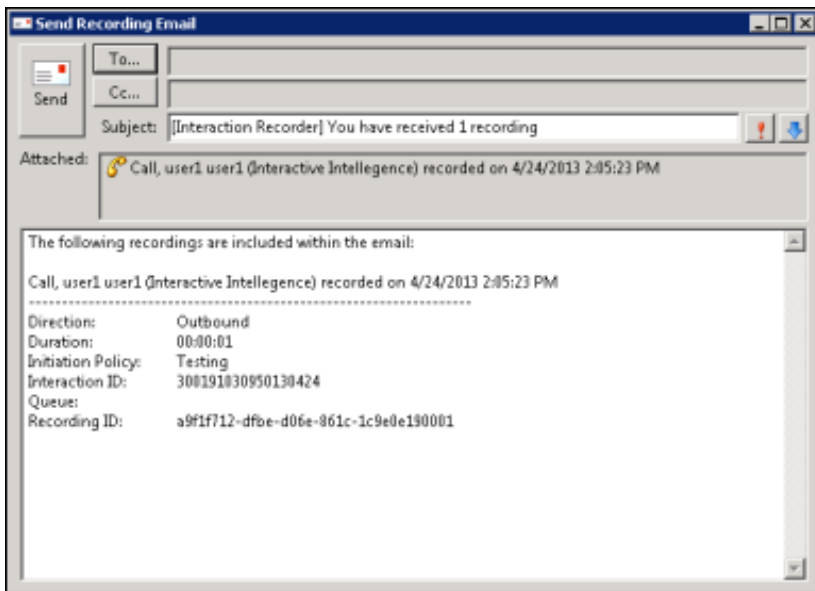 Send Recording Email
To...
Send
Cc...
Subject: [Interaction Recorder] You have received 1 recording
Attached:
Call, user1 user1 (Interactive Intellegence) recorded on 4/24/2013 2:05:23 PM
The following recordings are included within the email:
Call, user1 user1 (Interactive Intellegence) recorded on 4/24/2013 2:05:23 PM
--------------------------------------------------------------------
Direction: Outbound
Duration: 00:00:01
Initiation Policy: Testing
Interaction ID: 300191030950130424
Queue:
Recording ID: a9f1f712-dfbe-d06e-861c-1c9e0e190001